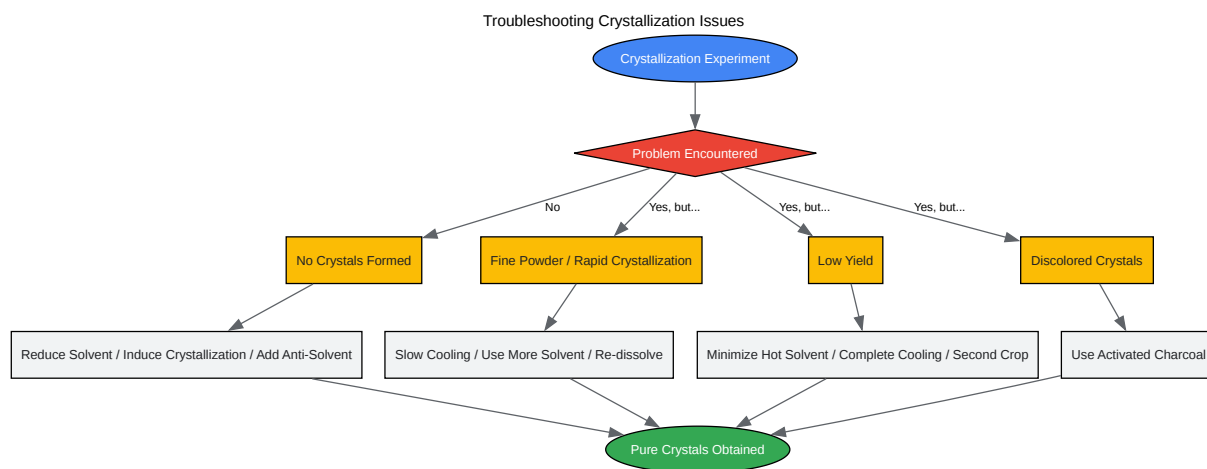 Troubleshooting Crystallization Issues
Crystallization Experiment
Problem Encountered
No
Yes, but...
Yes, but...
Yes, but...
No Crystals Formed
Fine Powder / Rapid Crystallization
Low Yield
Discolored Crystals
Reduce Solvent / Induce Crystallization / Add Anti-Solvent
Slow Cooling / Use More Solvent / Re-dissolve
Minimize Hot Solvent / Complete Cooling / Second Crop
Use Activated Charcoal
Pure Crystals Obtained